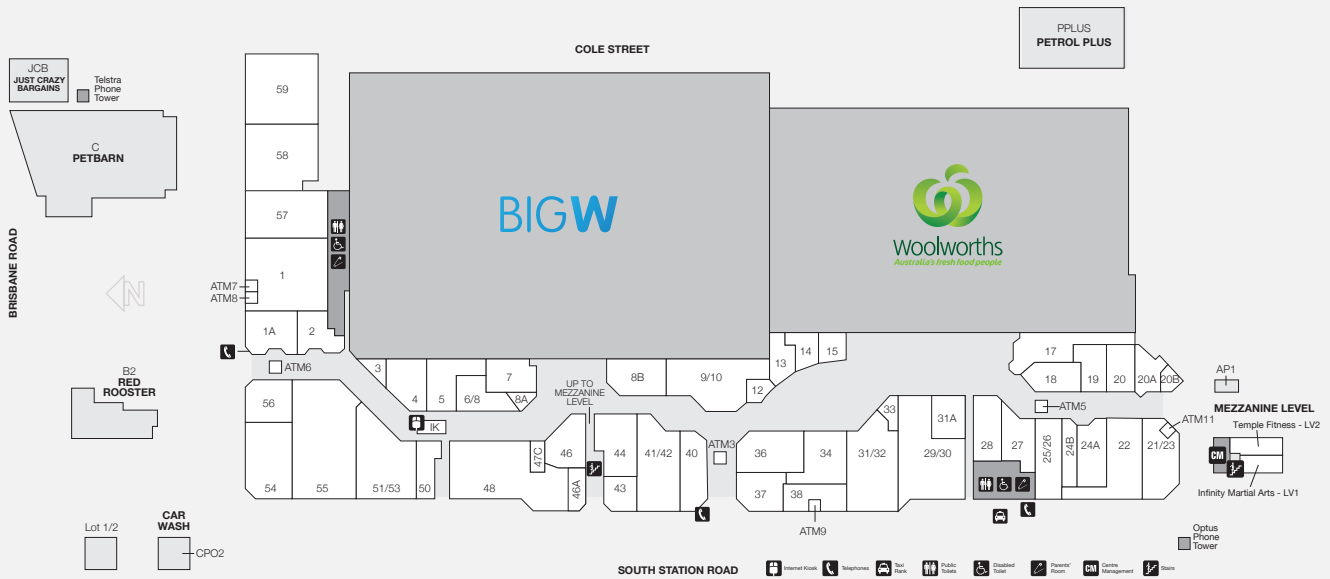 COLE STREET
PPLUS
PETROL PLUS
JCB
JUST CRAZY
BARGAINS
Telstra
Phone
Tower
C
PETBARN
BRISBANE ROAD
N
59
58
57
1
ATM7
ATM8
1A
2
ATM6
BIGW
Woolworths
Australia's fresh food people
3
4
5
6/8
7
8A
UP TO
MEZZANINE
LEVEL
8B
9/10
12
13
14
15
17
18
19
20
20A
20B
AP1
B2
RED
ROOSTER
56
54
55
51/53
50
IK
48
47C
46
46A
44
43
41/42
40
ATM3
36
37
38
34
ATM9
31/32
33
31A
29/30
28
27
25/26
24B
24A
22
21/23
ATM5
ATM11
MEZZANINE LEVEL
Temple Fitness - LV2
CM
Infinity Martial Arts - LV1
Lot 1/2
CAR
WASH
CPO2
Optus
Phone
Tower
SOUTH STATION ROAD
Internet Kiosk
Telephones
Taxi
Rank
Public
Toilets
Disabled
Toilet
Parents'
Room
CM
Centre
Management
Stairs